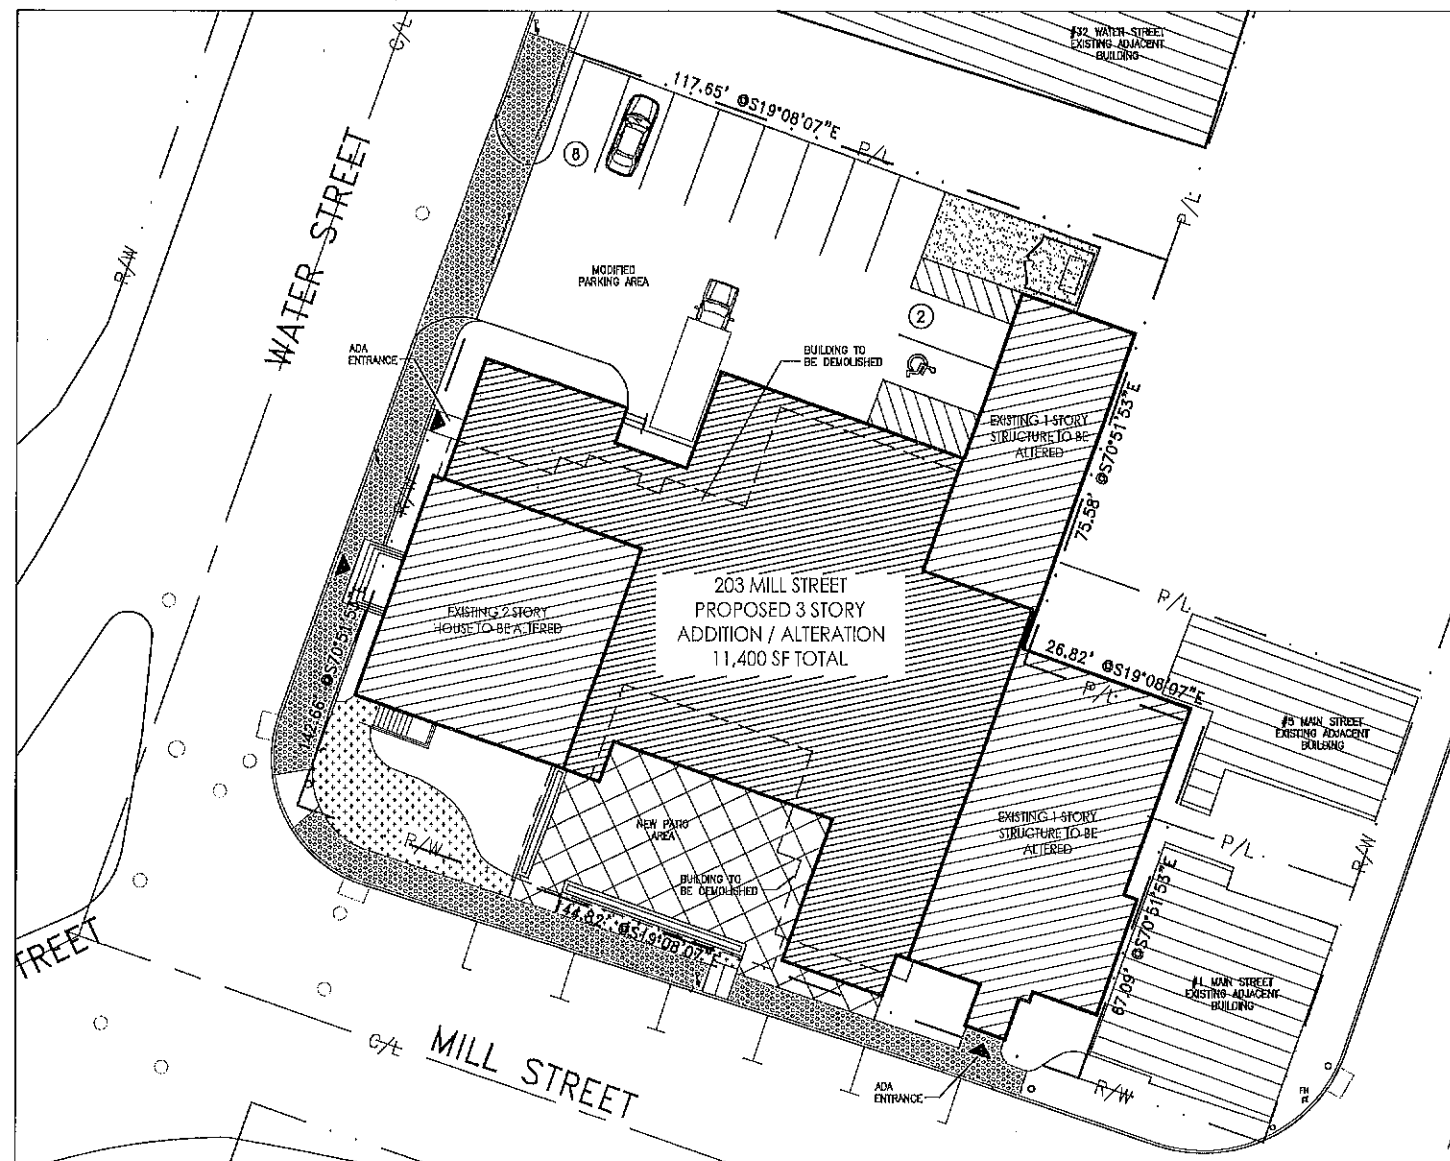 C/L
#32 WATER STREET
EXISTING ADJACENT
BUILDING
117.65' @S19°08'07"E
P/L
8
P/L
WATER STREET
R/W
MODIFIED
PARKING AREA
2
ADA
ENTRANCE
BUILDING TO
BE DEMOLISHED
EXISTING 1 STORY
STRUCTURE TO BE
ALTERED
75.58' @S70°51'53"E
R/W
203 MILL STREET
PROPOSED 3 STORY
ADDITION / ALTERATION
11,400 SF TOTAL
EXISTING 2 STORY
HOUSE TO BE ALTERED
P/L
26.82' @S19°08'07"E
P/L
#5 MAIN STREET
EXISTING ADJACENT
BUILDING
NEW PATIO
AREA
EXISTING 1 STORY
STRUCTURE TO BE
ALTERED
R/W
P/L
R/W
BUILDING TO
BE DEMOLISHED
144.82' @S19°08'07"E
67.09' @S70°51'53"E
#1 MAIN STREET
EXISTING ADJACENT
BUILDING
TREET
C/L
MILL STREET
ADA
ENTRANCE
R/W
FH